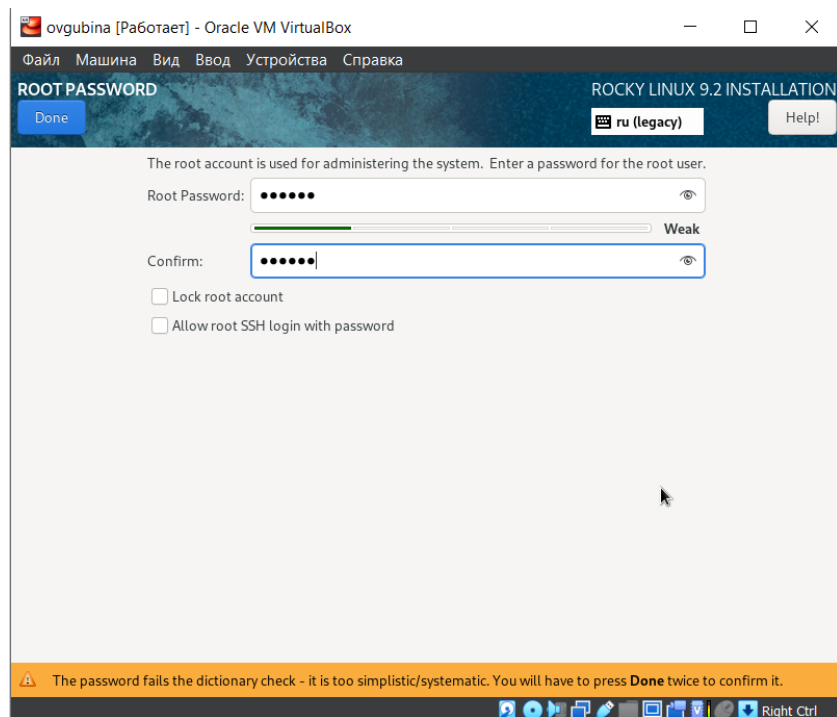 ovgubina [Работает] - Oracle VM VirtualBox
Файл Машина Вид Ввод Устройства Справка
ROOT PASSWORD
ROCKY LINUX 9.2 INSTALLATION
Done
ru (legacy)
Help!
The root account is used for administering the system. Enter a password for the root user.
Root Password: ●●●●●●
Weak
Confirm: ●●●●●●
Lock root account
Allow root SSH login with password
The password fails the dictionary check - it is too simplistic/systematic. You will have to press Done twice to confirm it.
Right Ctrl